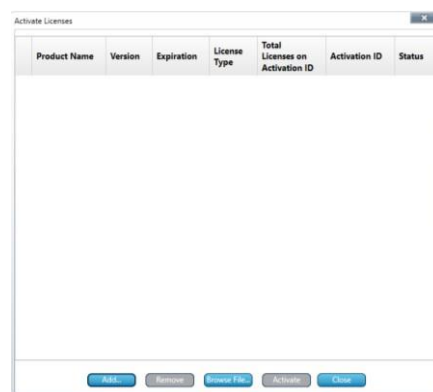 Activate Licenses
Product Name Version Expiration License Type Total Licenses on Activation ID Activation ID Status
Add... Remove Browse File... Activate Close